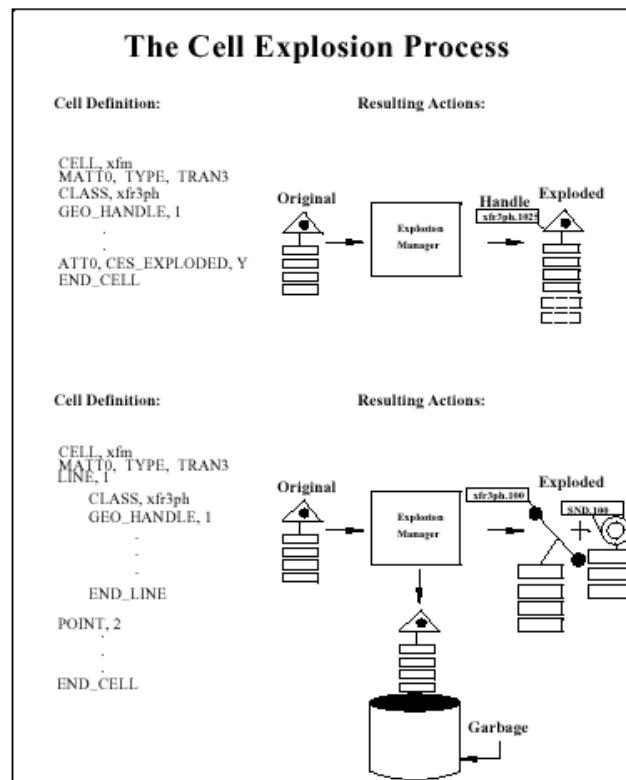 The Cell Explosion Process
Cell Definition:
Resulting Actions:
CELL, xfm
MATT0, TYPE, TRAN3
CLASS, xfr3ph
GEO_HANDLE, 1
.
.
ATT0, CES_EXPLODED, Y
END_CELL
Original
Explosion
Manager
Handle
xfr3ph.1025
Exploded
Cell Definition:
Resulting Actions:
CELL, xfm
MATT0, TYPE, TRAN3
LINE, 1
CLASS, xfr3ph
GEO_HANDLE, 1
.
.
.
END_LINE
POINT, 2
.
.
.
END_CELL
Original
Explosion
Manager
xfr3ph.100
Exploded
SND.100
Garbage